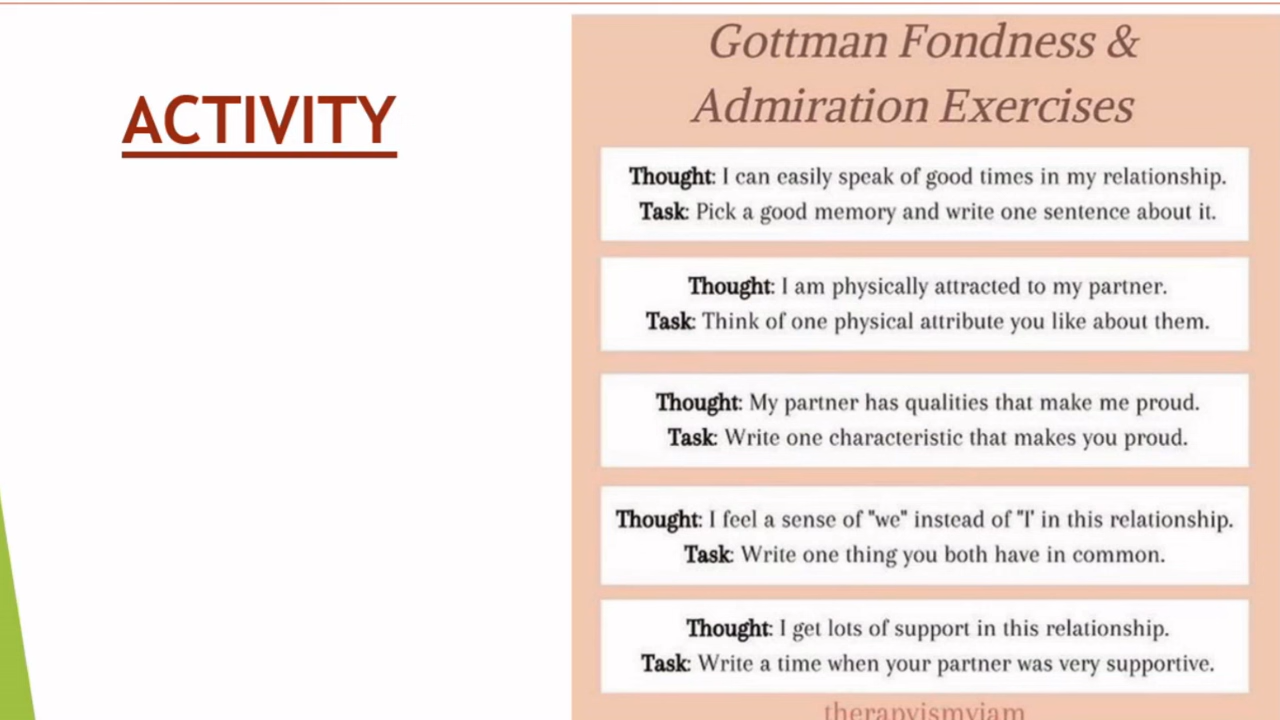 ACTIVITY
Gottman Fondness &
Admiration Exercises
Thought: I can easily speak of good times in my relationship.
Task: Pick a good memory and write one sentence about it.
Thought: I am physically attracted to my partner.
Task: Think of one physical attribute you like about them.
Thought: My partner has qualities that make me proud.
Task: Write one characteristic that makes you proud.
Thought: I feel a sense of "we" instead of "I" in this relationship.
Task: Write one thing you both have in common.
Thought: I get lots of support in this relationship.
Task: Write a time when your partner was very supportive.
therapyismyjam